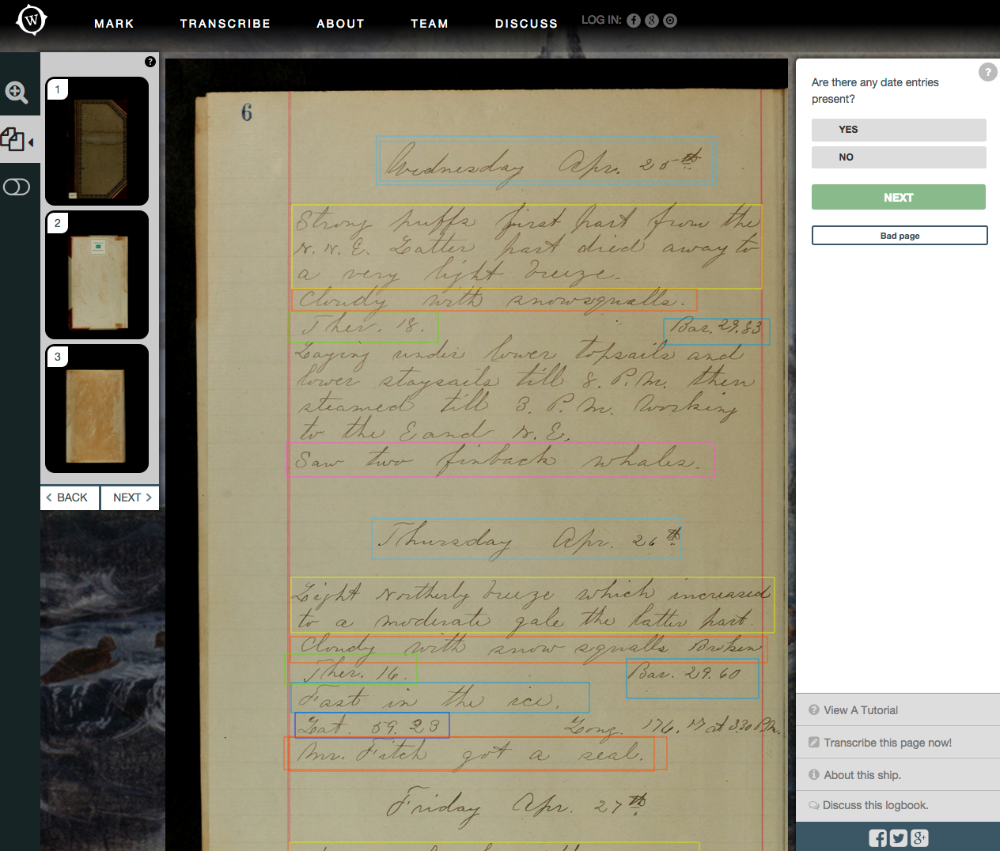 W
MARK
TRANSCRIBE
ABOUT
TEAM
DISCUSS
LOG IN:
?
1
2
3
< BACK
NEXT >
6
Wednesday Apr. 25th
Strong puffs first part from the
N.N.E. Latter part died away to
a very light breeze.
Cloudy with snowsqualls.
Ther. 18. Bar. 29.83
Laying under lower topsails and
lower staysails till 8. P.M. then
steamed till 3. P.M. Working
to the E and N.E.
Saw two finback whales.
Thursday Apr. 26th
Light Northerly breeze which increased
to a moderate gale the latter part.
Cloudy with snow squalls. Broken
Ther. 16. Bar. 29.60
Fast in the ice.
Lat. 59.23 Long. 176.17 at 3.30 P.M.
Mr. Fitch got a seal.
Friday Apr. 27th
?
Are there any date entries
present?
YES
NO
NEXT
Bad page
? View A Tutorial
Transcribe this page now!
i About this ship.
Discuss this logbook.